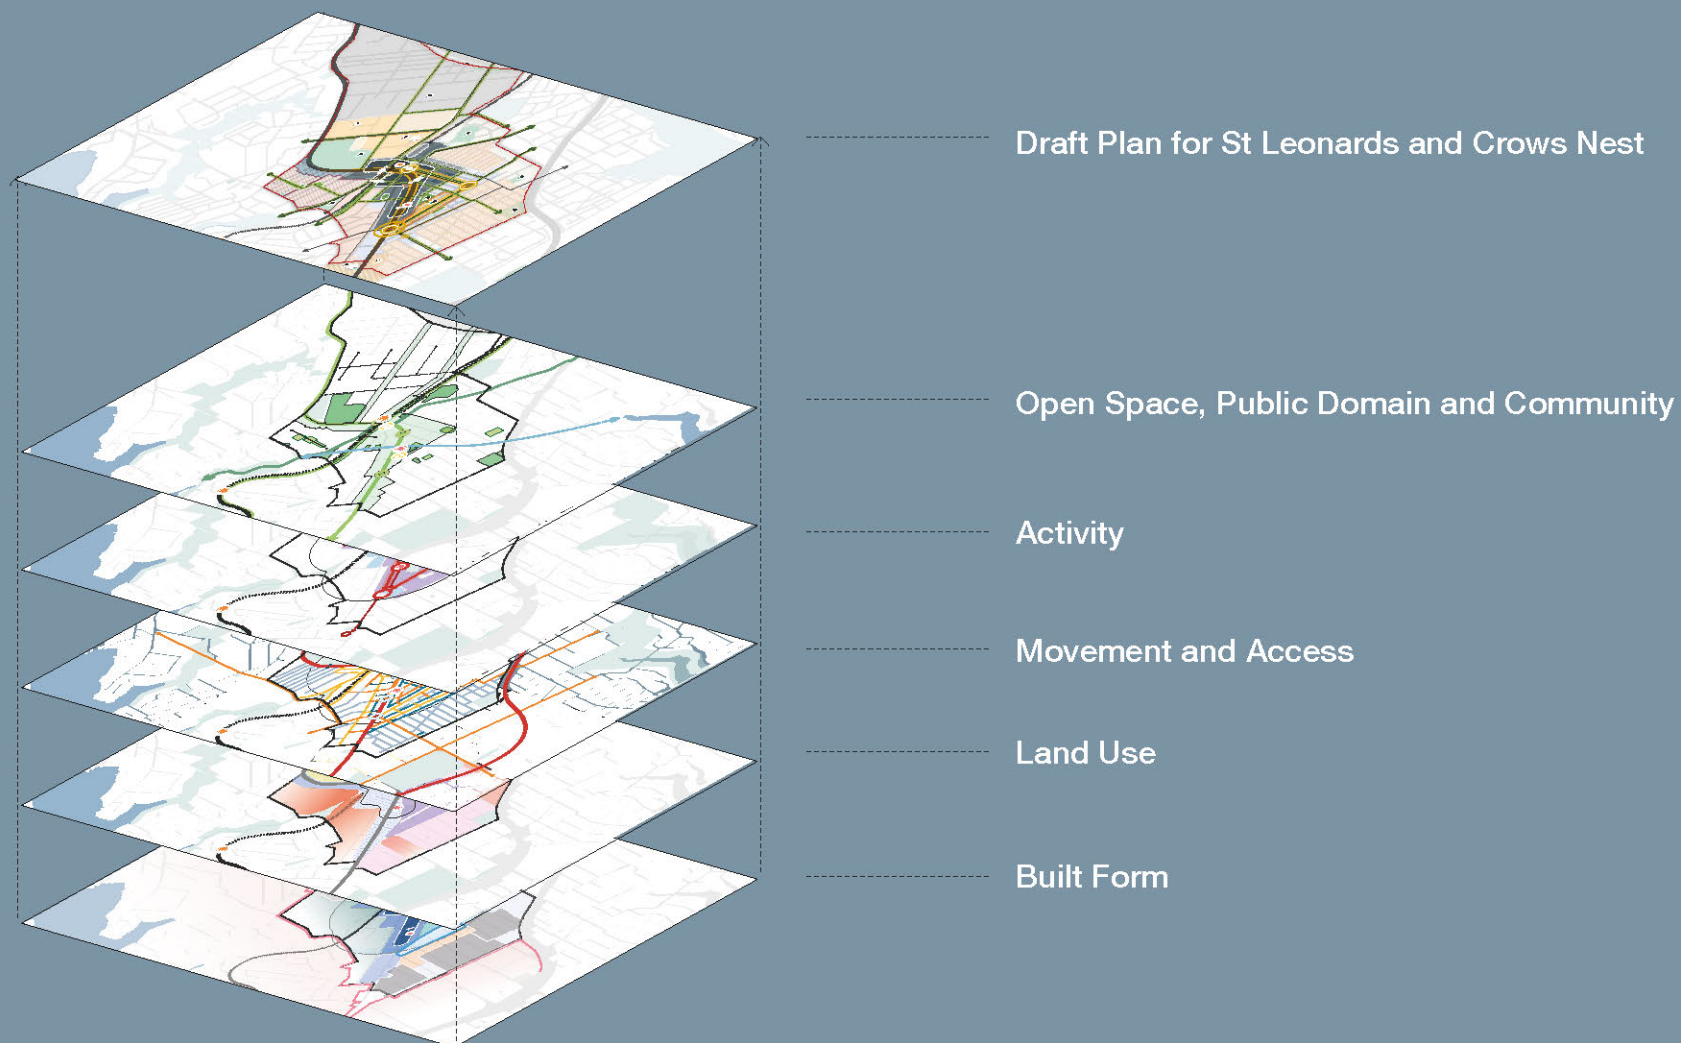 Draft Plan for St Leonards and Crows Nest
Open Space, Public Domain and Community
Activity
Movement and Access
Land Use
Built Form